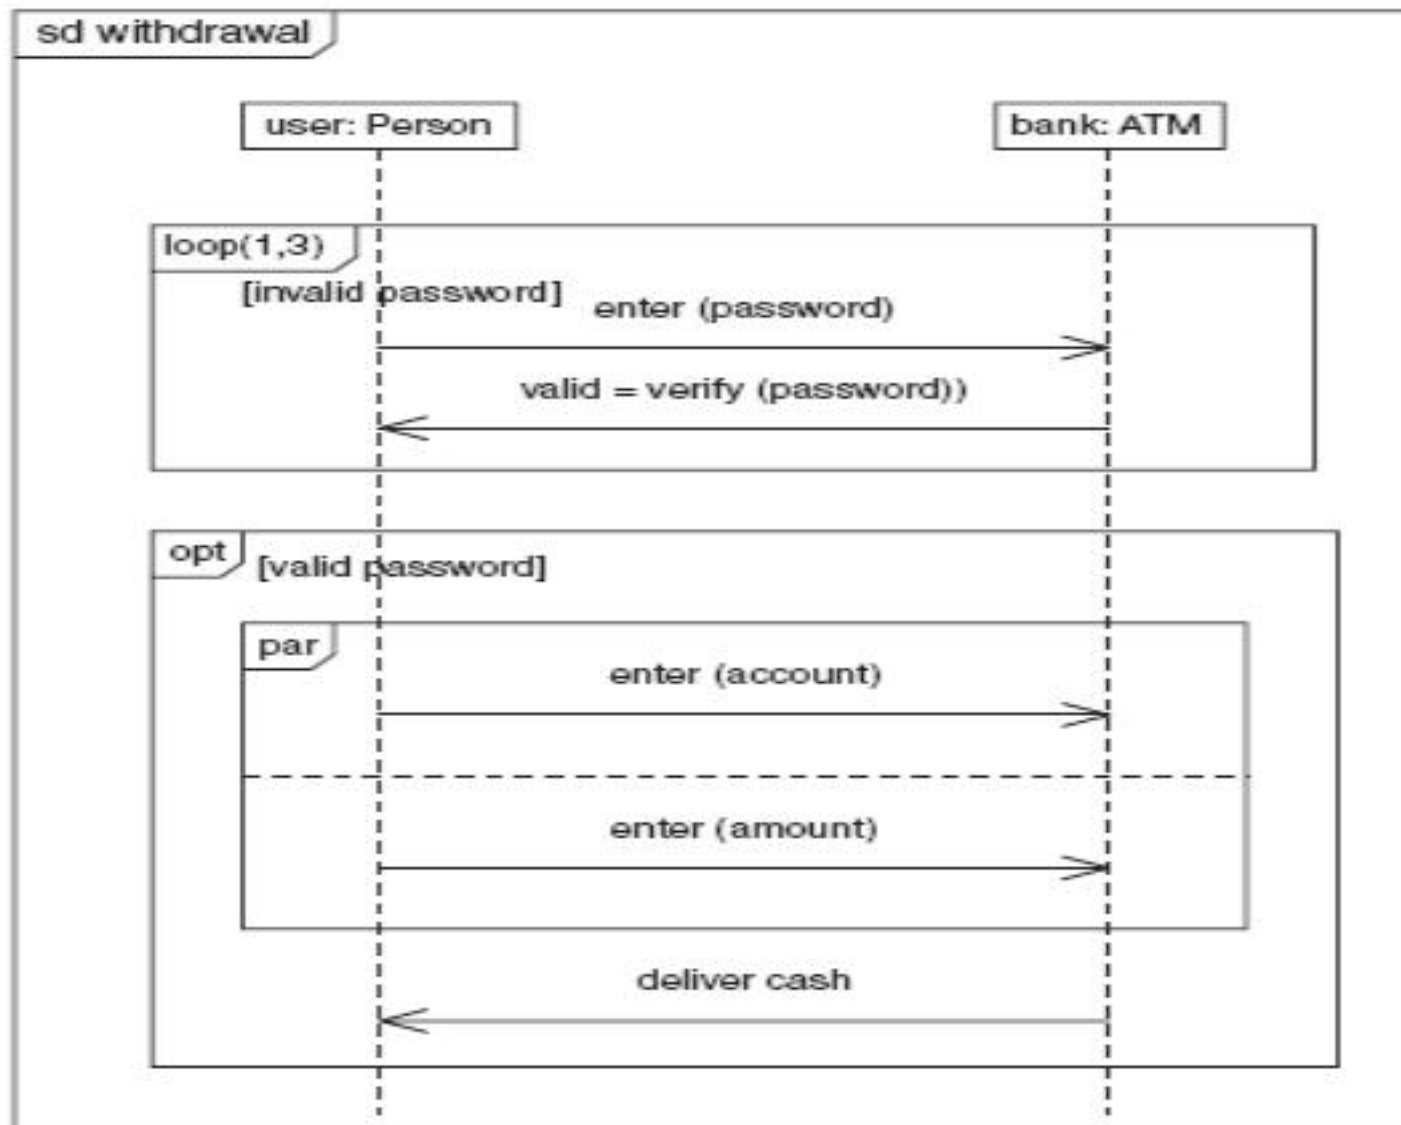 sd withdrawal
user: Person
bank: ATM
loop(1,3)
[invalid password]
enter (password)
valid = verify (password))
opt
[valid password]
par
enter (account)
enter (amount)
deliver cash